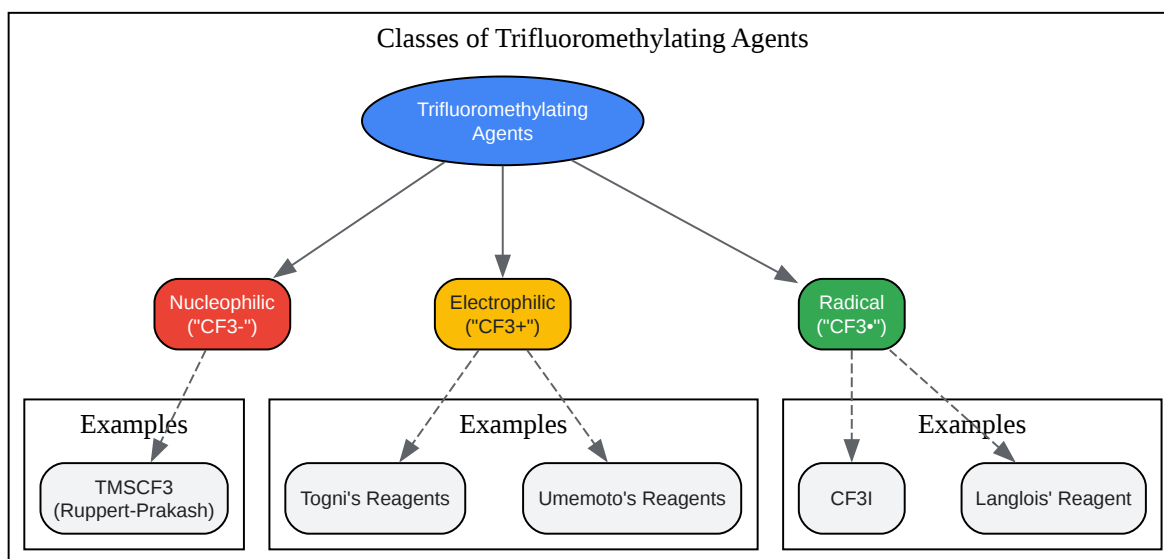 Classes of Trifluoromethylating Agents
Trifluoromethylating
Agents
Nucleophilic
("CF3-")
Electrophilic
("CF3+")
Radical
("CF3•")
Examples
Examples
Examples
TMSCF3
(Ruppert-Prakash)
Togni's Reagents
Umemoto's Reagents
CF3I
Langlois' Reagent